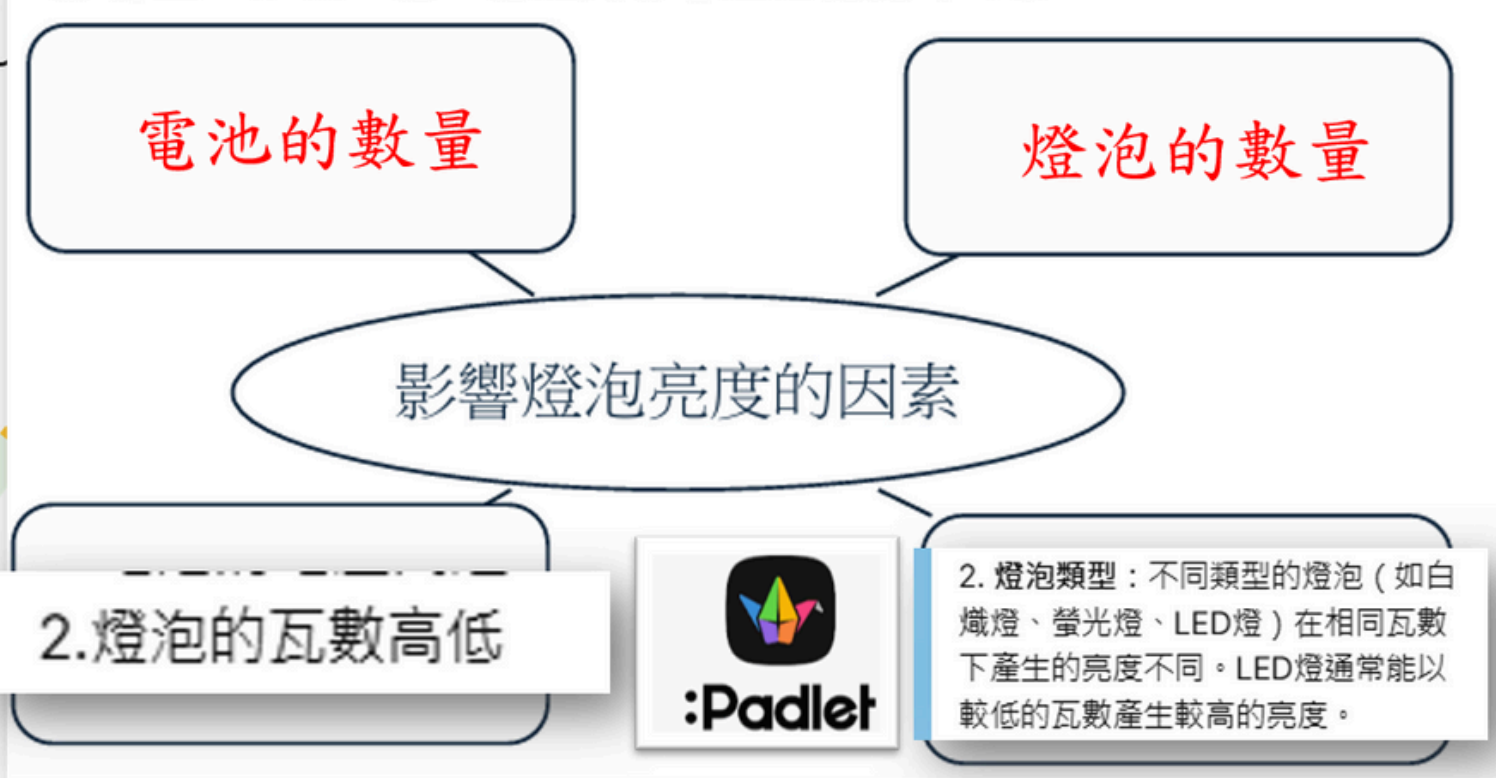 電池的數量
燈泡的數量
影響燈泡亮度的因素
2.燈泡的瓦數高低
:Padlet
2. 燈泡類型：不同類型的燈泡（如白
熾燈、螢光燈、LED燈）在相同瓦數
下產生的亮度不同。LED燈通常能以
較低的瓦數產生較高的亮度。